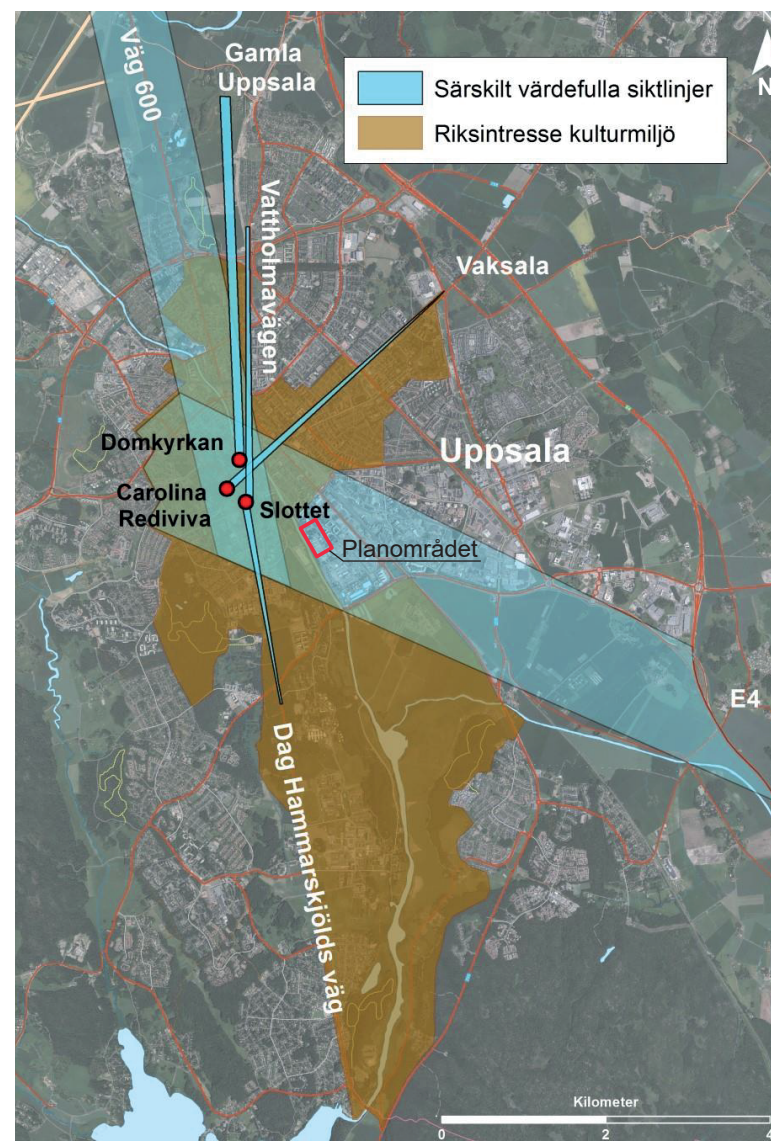 Väg 600
Gamla
Uppsala
Särskilt värdefulla siktlinjer
Riksintresse kulturmiljö
N
Vattholmavägen
Vaksala
Domkyrkan
Uppsala
Carolina
Rediviva
Slottet
Planområdet
E4
Dag Hammarskjölds väg
Kilometer
0
2
4